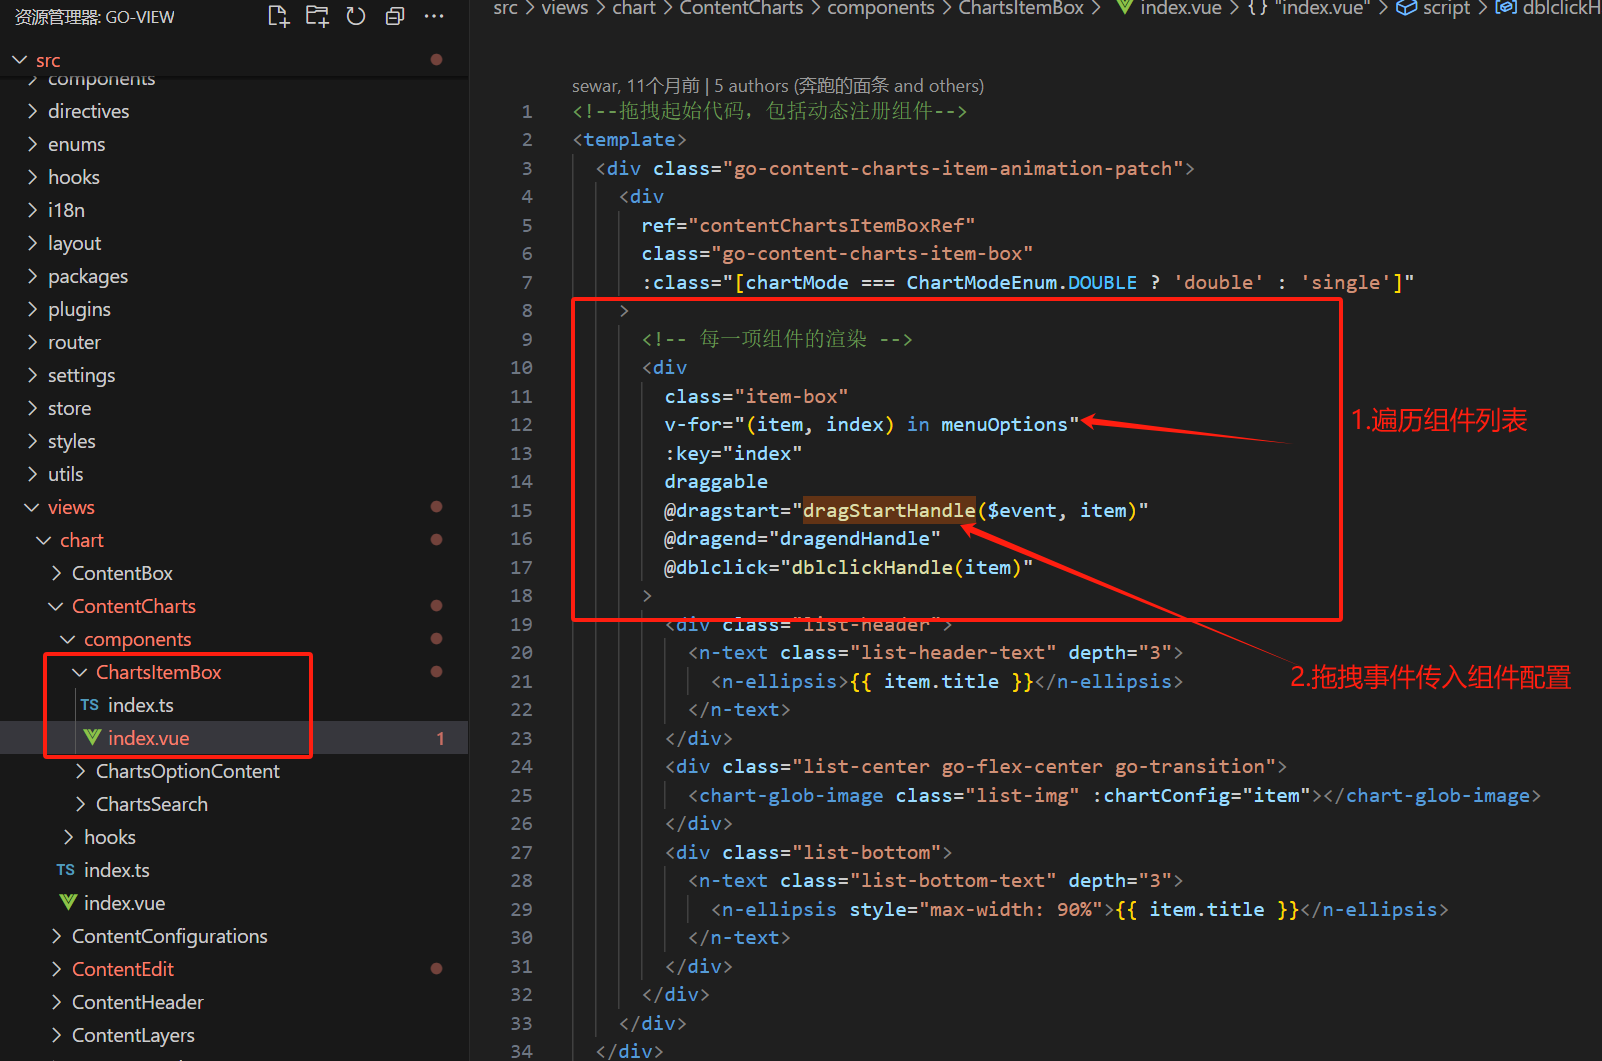 资源管理器: GO-VIEW
src
components
directives
enums
hooks
i18n
layout
packages
plugins
router
settings
store
styles
utils
views
chart
ContentBox
ContentCharts
components
ChartsItemBox
TS index.ts
index.vue 1
ChartsOptionContent
ChartsSearch
hooks
TS index.ts
index.vue
ContentConfigurations
ContentEdit
ContentHeader
ContentLayers
src > views > chart > ContentCharts > components > ChartsItemBox > index.vue > {} "index.vue" > script > dblclickH
sewar, 11个月前 | 5 authors (奔跑的面条 and others)
1 <!--拖拽起始代码，包括动态注册组件-->
2 <template>
3 <div class="go-content-charts-item-animation-patch">
4 <div
5 ref="contentChartsItemBoxRef"
6 class="go-content-charts-item-box"
7 :class="[chartMode === ChartModeEnum.DOUBLE ? 'double' : 'single']"
8 >
9 <!-- 每一项组件的渲染 -->
10 <div
11 class="item-box"
12 v-for="(item, index) in menuOptions"
13 :key="index"
14 draggable
15 @dragstart="dragStartHandle($event, item)"
16 @dragend="dragendHandle"
17 @dblclick="dblclickHandle(item)"
18 >
19 <div class="list-header">
20 <n-text class="list-header-text" depth="3">
21 <n-ellipsis>{{ item.title }}</n-ellipsis>
22 </n-text>
23 </div>
24 <div class="list-center go-flex-center go-transition">
25 <chart-glob-image class="list-img" :chartConfig="item"></chart-glob-image>
26 </div>
27 <div class="list-bottom">
28 <n-text class="list-bottom-text" depth="3">
29 <n-ellipsis style="max-width: 90%">{{ item.title }}</n-ellipsis>
30 </n-text>
31 </div>
32 </div>
33 </div>
34 </div>
1.遍历组件列表
2.拖拽事件传入组件配置